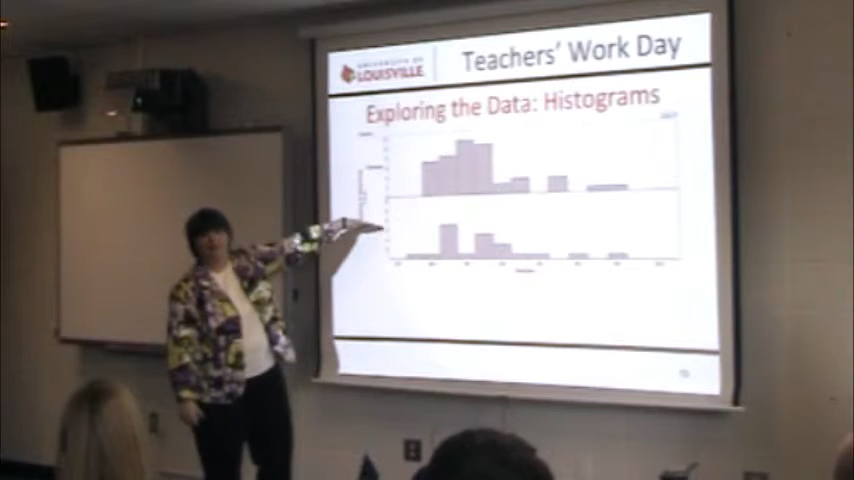 UNIVERSITY OF
LOUISVILLE
Teachers' Work Day
Exploring the Data: Histograms